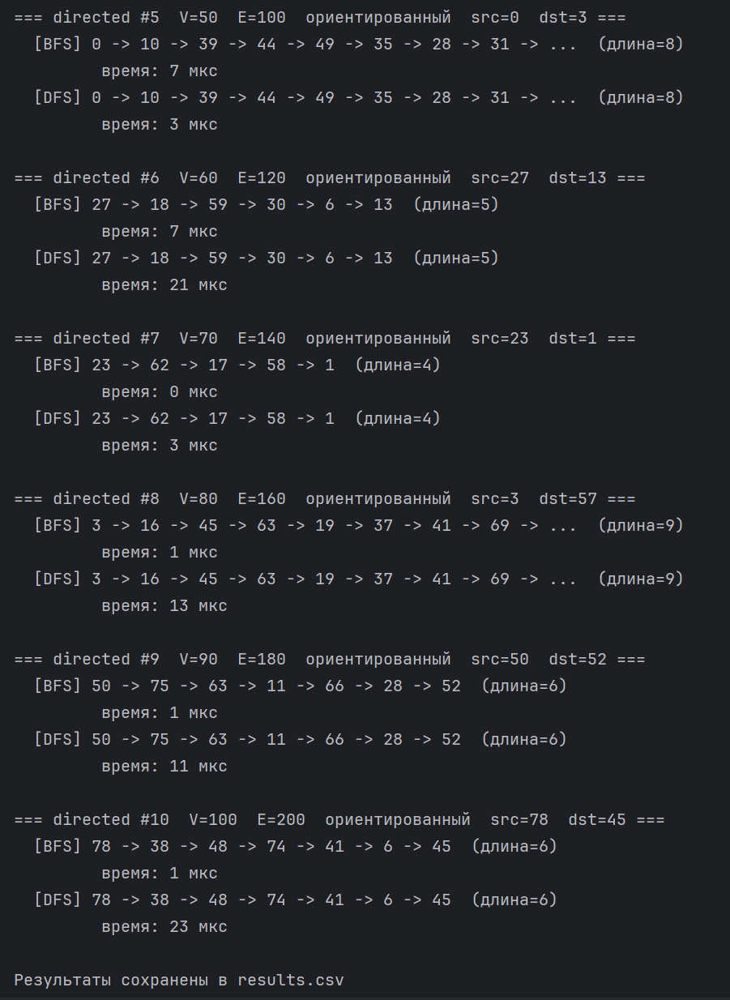 === directed #5  V=50  E=100  ориентированный  src=0  dst=3 ===
  [BFS] 0 -> 10 -> 39 -> 44 -> 49 -> 35 -> 28 -> 31 -> ...  (длина=8)
         время: 7 мкс
  [DFS] 0 -> 10 -> 39 -> 44 -> 49 -> 35 -> 28 -> 31 -> ...  (длина=8)
         время: 3 мкс

=== directed #6  V=60  E=120  ориентированный  src=27  dst=13 ===
  [BFS] 27 -> 18 -> 59 -> 30 -> 6 -> 13  (длина=5)
         время: 7 мкс
  [DFS] 27 -> 18 -> 59 -> 30 -> 6 -> 13  (длина=5)
         время: 21 мкс

=== directed #7  V=70  E=140  ориентированный  src=23  dst=1 ===
  [BFS] 23 -> 62 -> 17 -> 58 -> 1  (длина=4)
         время: 0 мкс
  [DFS] 23 -> 62 -> 17 -> 58 -> 1  (длина=4)
         время: 3 мкс

=== directed #8  V=80  E=160  ориентированный  src=3  dst=57 ===
  [BFS] 3 -> 16 -> 45 -> 63 -> 19 -> 37 -> 41 -> 69 -> ...  (длина=9)
         время: 1 мкс
  [DFS] 3 -> 16 -> 45 -> 63 -> 19 -> 37 -> 41 -> 69 -> ...  (длина=9)
         время: 13 мкс

=== directed #9  V=90  E=180  ориентированный  src=50  dst=52 ===
  [BFS] 50 -> 75 -> 63 -> 11 -> 66 -> 28 -> 52  (длина=6)
         время: 1 мкс
  [DFS] 50 -> 75 -> 63 -> 11 -> 66 -> 28 -> 52  (длина=6)
         время: 11 мкс

=== directed #10  V=100  E=200  ориентированный  src=78  dst=45 ===
  [BFS] 78 -> 38 -> 48 -> 74 -> 41 -> 6 -> 45  (длина=6)
         время: 1 мкс
  [DFS] 78 -> 38 -> 48 -> 74 -> 41 -> 6 -> 45  (длина=6)
         время: 23 мкс

Результаты сохранены в results.csv